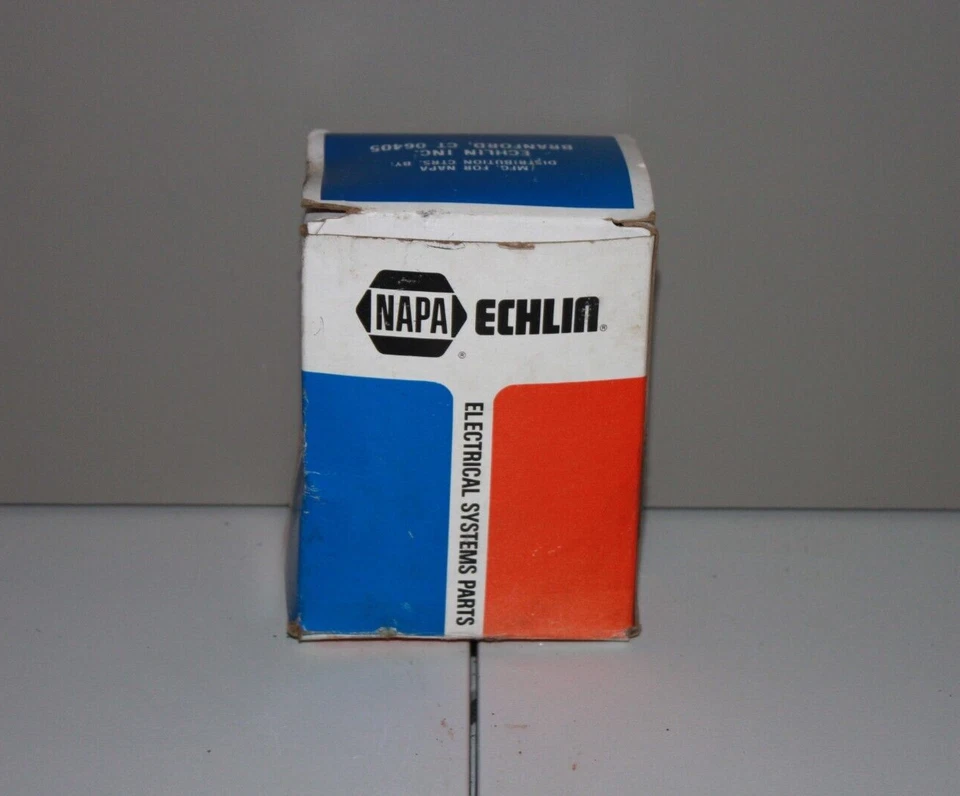 MFG. FOR NAPA
DISTRIBUTION CTRS. BY:
ECHLIN INC.
BRANFORD, CT 06405
NAPA ® ECHLIN®
ELECTRICAL SYSTEMS PARTS